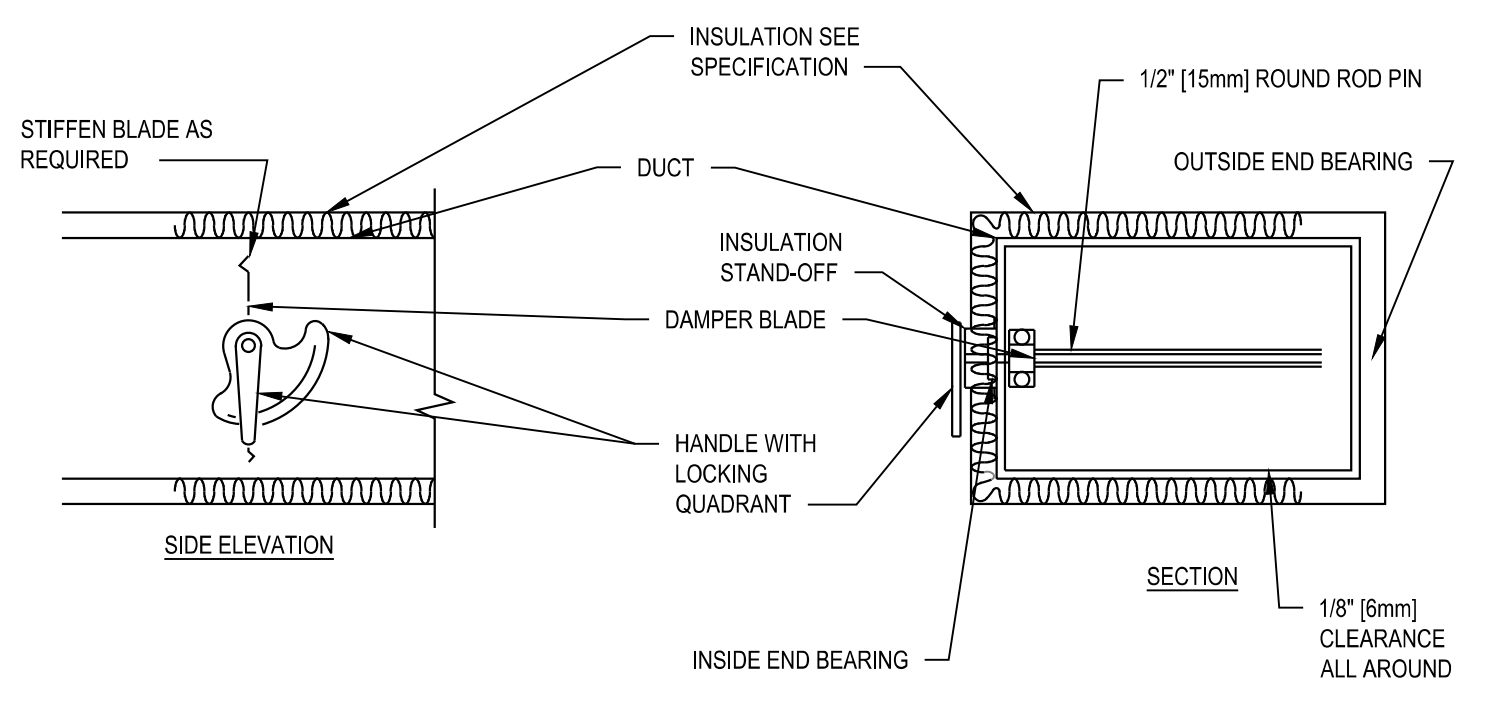 INSULATION SEE
SPECIFICATION
1/2" [15mm] ROUND ROD PIN
STIFFEN BLADE AS
REQUIRED
DUCT
OUTSIDE END BEARING
INSULATION
STAND-OFF
DAMPER BLADE
HANDLE WITH
LOCKING
QUADRANT
SIDE ELEVATION
SECTION
1/8" [6mm]
CLEARANCE
ALL AROUND
INSIDE END BEARING